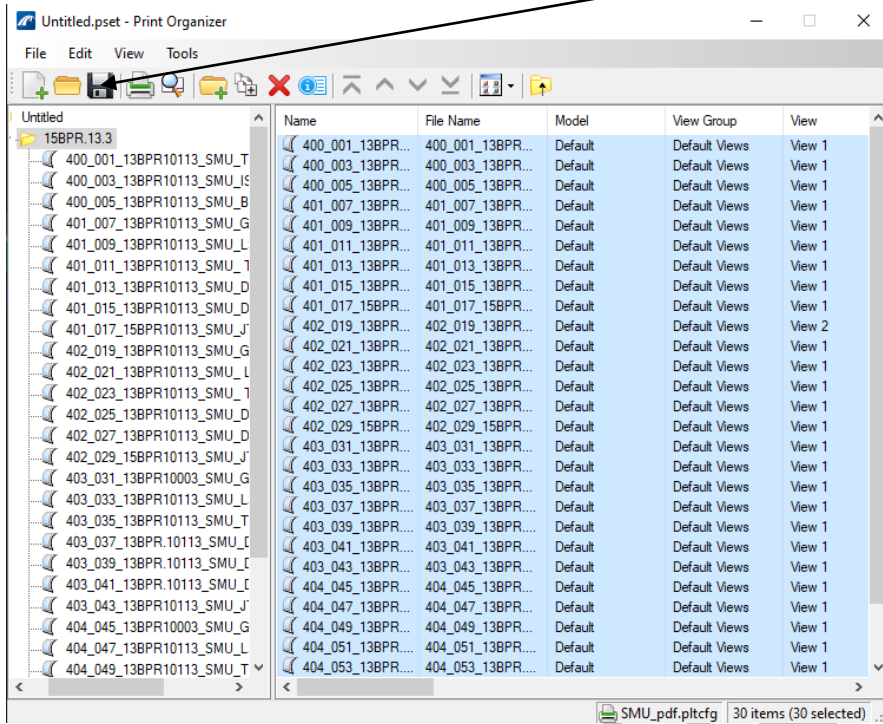 Untitled.pset - Print Organizer
File Edit View Tools
Untitled
15BPR.13.3
400_001_13BPR10113_SMU_T
400_003_13BPR10113_SMU_IS
400_005_13BPR10113_SMU_B
401_007_13BPR10113_SMU_G
401_009_13BPR10113_SMU_L
401_011_13BPR10113_SMU_ T
401_013_13BPR10113_SMU_D
401_015_13BPR10113_SMU_D
401_017_15BPR10113_SMU_J
402_019_13BPR10113_SMU_G
402_021_13BPR10113_SMU_ L
402_023_13BPR10113_SMU_ T
402_025_13BPR10113_SMU_D
402_027_13BPR10113_SMU_D
402_029_15BPR10113_SMU_J
403_031_13BPR10003_SMU_G
403_033_13BPR10113_SMU_L
403_035_13BPR10113_SMU_T
403_037_13BPR.10113_SMU_D
403_039_13BPR.10113_SMU_D
403_041_13BPR.10113_SMU_D
403_043_13BPR10113_SMU_J
404_045_13BPR10003_SMU_G
404_047_13BPR10113_SMU_L
404_049_13BPR10113_SMU_T
Name File Name Model View Group View
400_001_13BPR... 400_001_13BPR... Default Default Views View 1
400_003_13BPR... 400_003_13BPR... Default Default Views View 1
400_005_13BPR... 400_005_13BPR... Default Default Views View 1
401_007_13BPR... 401_007_13BPR... Default Default Views View 1
401_009_13BPR... 401_009_13BPR... Default Default Views View 1
401_011_13BPR... 401_011_13BPR... Default Default Views View 1
401_013_13BPR... 401_013_13BPR... Default Default Views View 1
401_015_13BPR... 401_015_13BPR... Default Default Views View 1
401_017_15BPR... 401_017_15BPR... Default Default Views View 1
402_019_13BPR... 402_019_13BPR... Default Default Views View 2
402_021_13BPR... 402_021_13BPR... Default Default Views View 1
402_023_13BPR... 402_023_13BPR... Default Default Views View 1
402_025_13BPR... 402_025_13BPR... Default Default Views View 1
402_027_13BPR... 402_027_13BPR... Default Default Views View 1
402_029_15BPR... 402_029_15BPR... Default Default Views View 1
403_031_13BPR... 403_031_13BPR... Default Default Views View 1
403_033_13BPR... 403_033_13BPR... Default Default Views View 1
403_035_13BPR... 403_035_13BPR... Default Default Views View 1
403_037_13BPR.... 403_037_13BPR.... Default Default Views View 1
403_039_13BPR.... 403_039_13BPR.... Default Default Views View 1
403_041_13BPR.... 403_041_13BPR.... Default Default Views View 1
403_043_13BPR... 403_043_13BPR... Default Default Views View 1
404_045_13BPR... 404_045_13BPR... Default Default Views View 1
404_047_13BPR... 404_047_13BPR... Default Default Views View 1
404_049_13BPR... 404_049_13BPR... Default Default Views View 1
404_051_13BPR... 404_051_13BPR... Default Default Views View 1
404_053_13BPR.... 404_053_13BPR... Default Default Views View 1
SMU_pdf.pltcfg 30 items (30 selected)